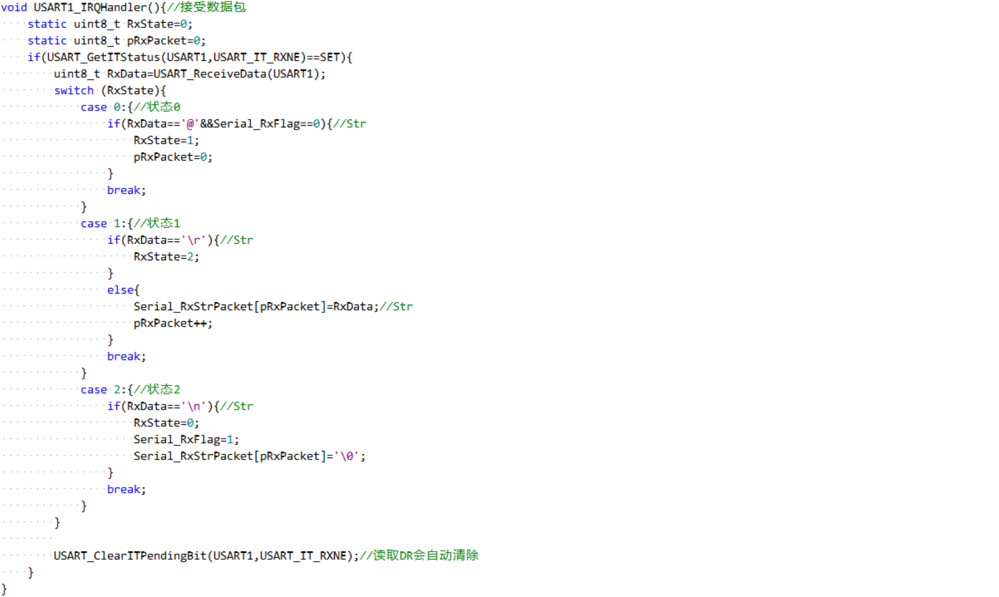 void USART1_IRQHandler(){//接受数据包
    static uint8_t RxState=0;
    static uint8_t pRxPacket=0;
    if(USART_GetITStatus(USART1,USART_IT_RXNE)==SET){
        uint8_t RxData=USART_ReceiveData(USART1);
        switch (RxState){
            case 0:{//状态0
                if(RxData=='@'&&Serial_RxFlag==0){//Str
                    RxState=1;
                    pRxPacket=0;
                }
                break;
            }
            case 1:{//状态1
                if(RxData=='\r'){//Str
                    RxState=2;
                }
                else{
                    Serial_RxStrPacket[pRxPacket]=RxData;//Str
                    pRxPacket++;
                }
                break;
            }
            case 2:{//状态2
                if(RxData=='\n'){//Str
                    RxState=0;
                    Serial_RxFlag=1;
                    Serial_RxStrPacket[pRxPacket]='\0';
                }
                break;
            }
        }
        
        USART_ClearITPendingBit(USART1,USART_IT_RXNE);//读取DR会自动清除
    }
}